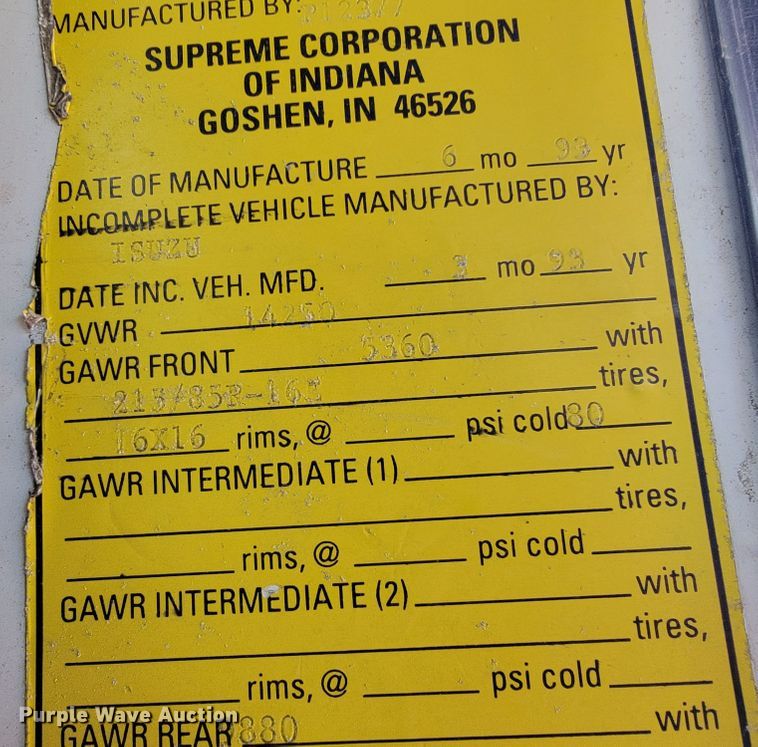 MANUFACTURED BY:
SUPREME CORPORATION
OF INDIANA
GOSHEN, IN 46526
DATE OF MANUFACTURE 6 mo 93 yr
INCOMPLETE VEHICLE MANUFACTURED BY:
ISUZU
DATE INC. VEH. MFD. 3 mo 93 yr
GVWR 14250
GAWR FRONT 5360 with
tires,
16X16 rims, @ psi cold 80
GAWR INTERMEDIATE (1) with
tires,
rims, @ psi cold
GAWR INTERMEDIATE (2) with
tires,
rims, @ psi cold
Purple Wave Auction
GAWR REAR 9880 with